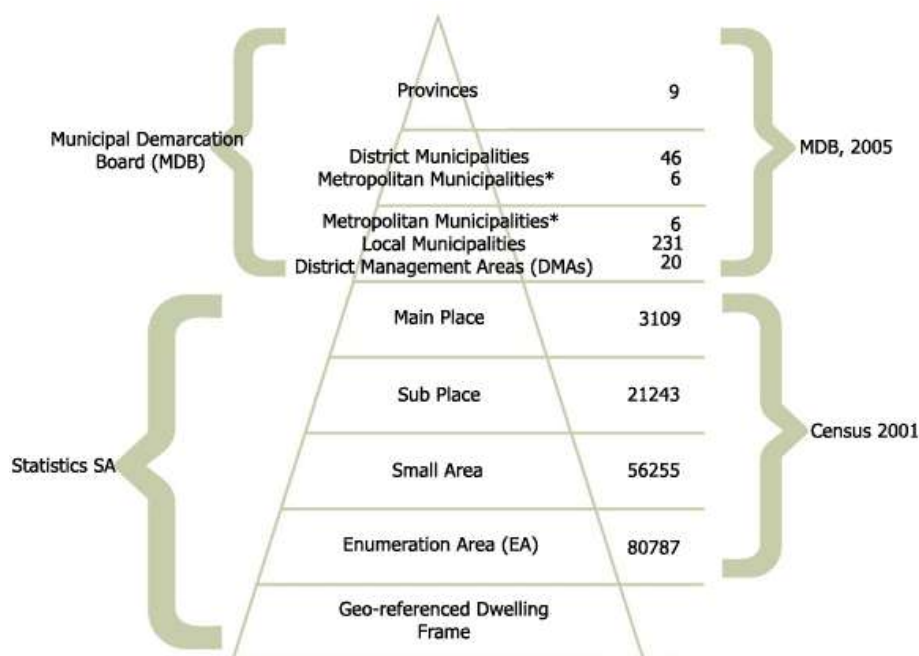 Provinces 9
Municipal Demarcation
Board (MDB)
MDB, 2005
District Municipalities 46
Metropolitan Municipalities* 6
Metropolitan Municipalities* 6
Local Municipalities 231
District Management Areas (DMAs) 20
Main Place 3109
Sub Place 21243
Census 2001
Statistics SA
Small Area 56255
Enumeration Area (EA) 80787
Geo-referenced Dwelling
Frame